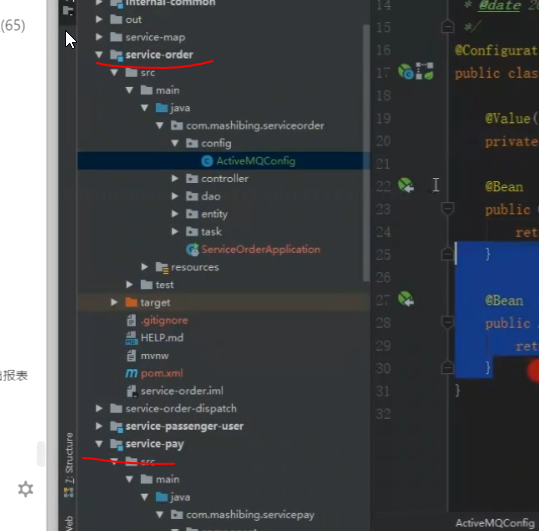 (65)
internal-common
out
service-map
service-order
src
main
java
com.mashibing.serviceorder
config
ActiveMQConfig
controller
dao
entity
task
ServiceOrderApplication
resources
test
target
.gitignore
HELP.md
mvnw
pom.xml
service-order.iml
service-order-dispatch
service-passenger-user
service-pay
src
main
java
com.mashibing.servicepay
报表
Z: Structure
14
* @date 20
15
*/
16
@Configurat
17
public clas
18
19
@Value(
20
private
21
22
@Bean
23
public
24
ret
25
}
26
27
@Bean
28
public
29
ret
30
}
31
}
32
ActiveMQConfig